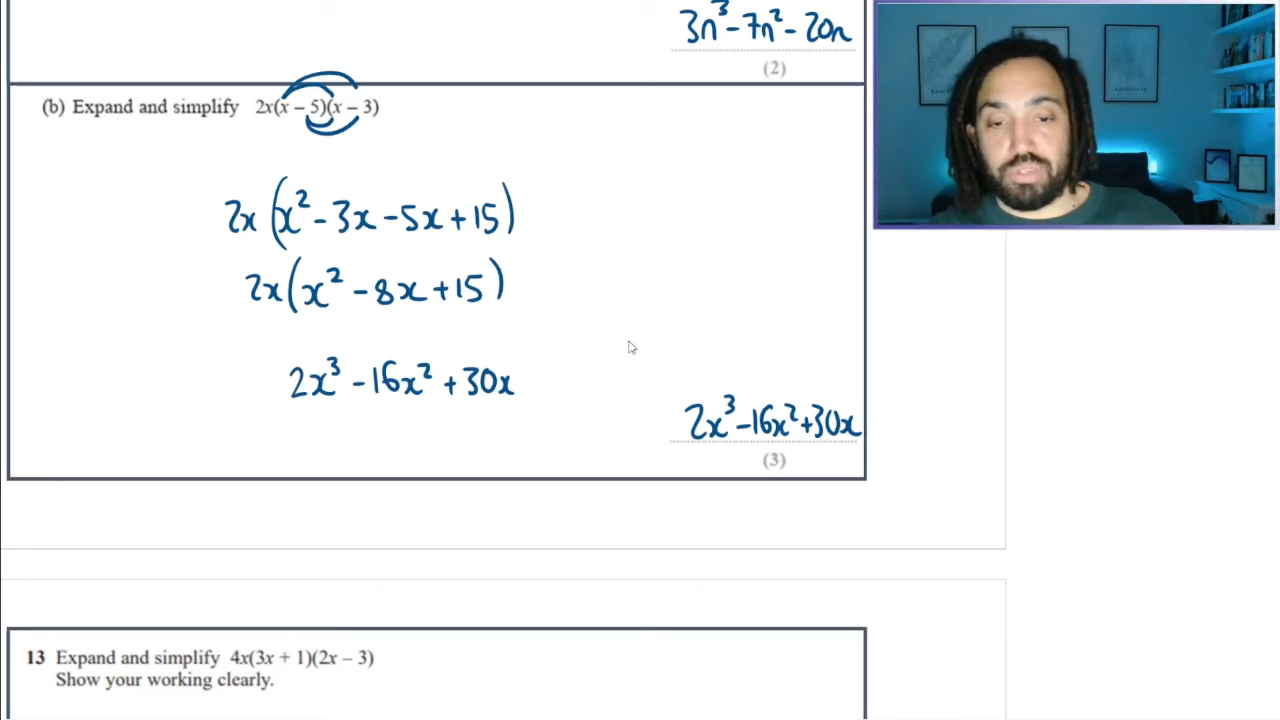 3n³-7n²-20n
(2)
(b) Expand and simplify 2x(x – 5)(x – 3)
2x(x²-3x-5x+15)
2x(x²-8x+15)
2x³-16x²+30x
2x³-16x²+30x
(3)
13 Expand and simplify 4x(3x + 1)(2x – 3)
Show your working clearly.